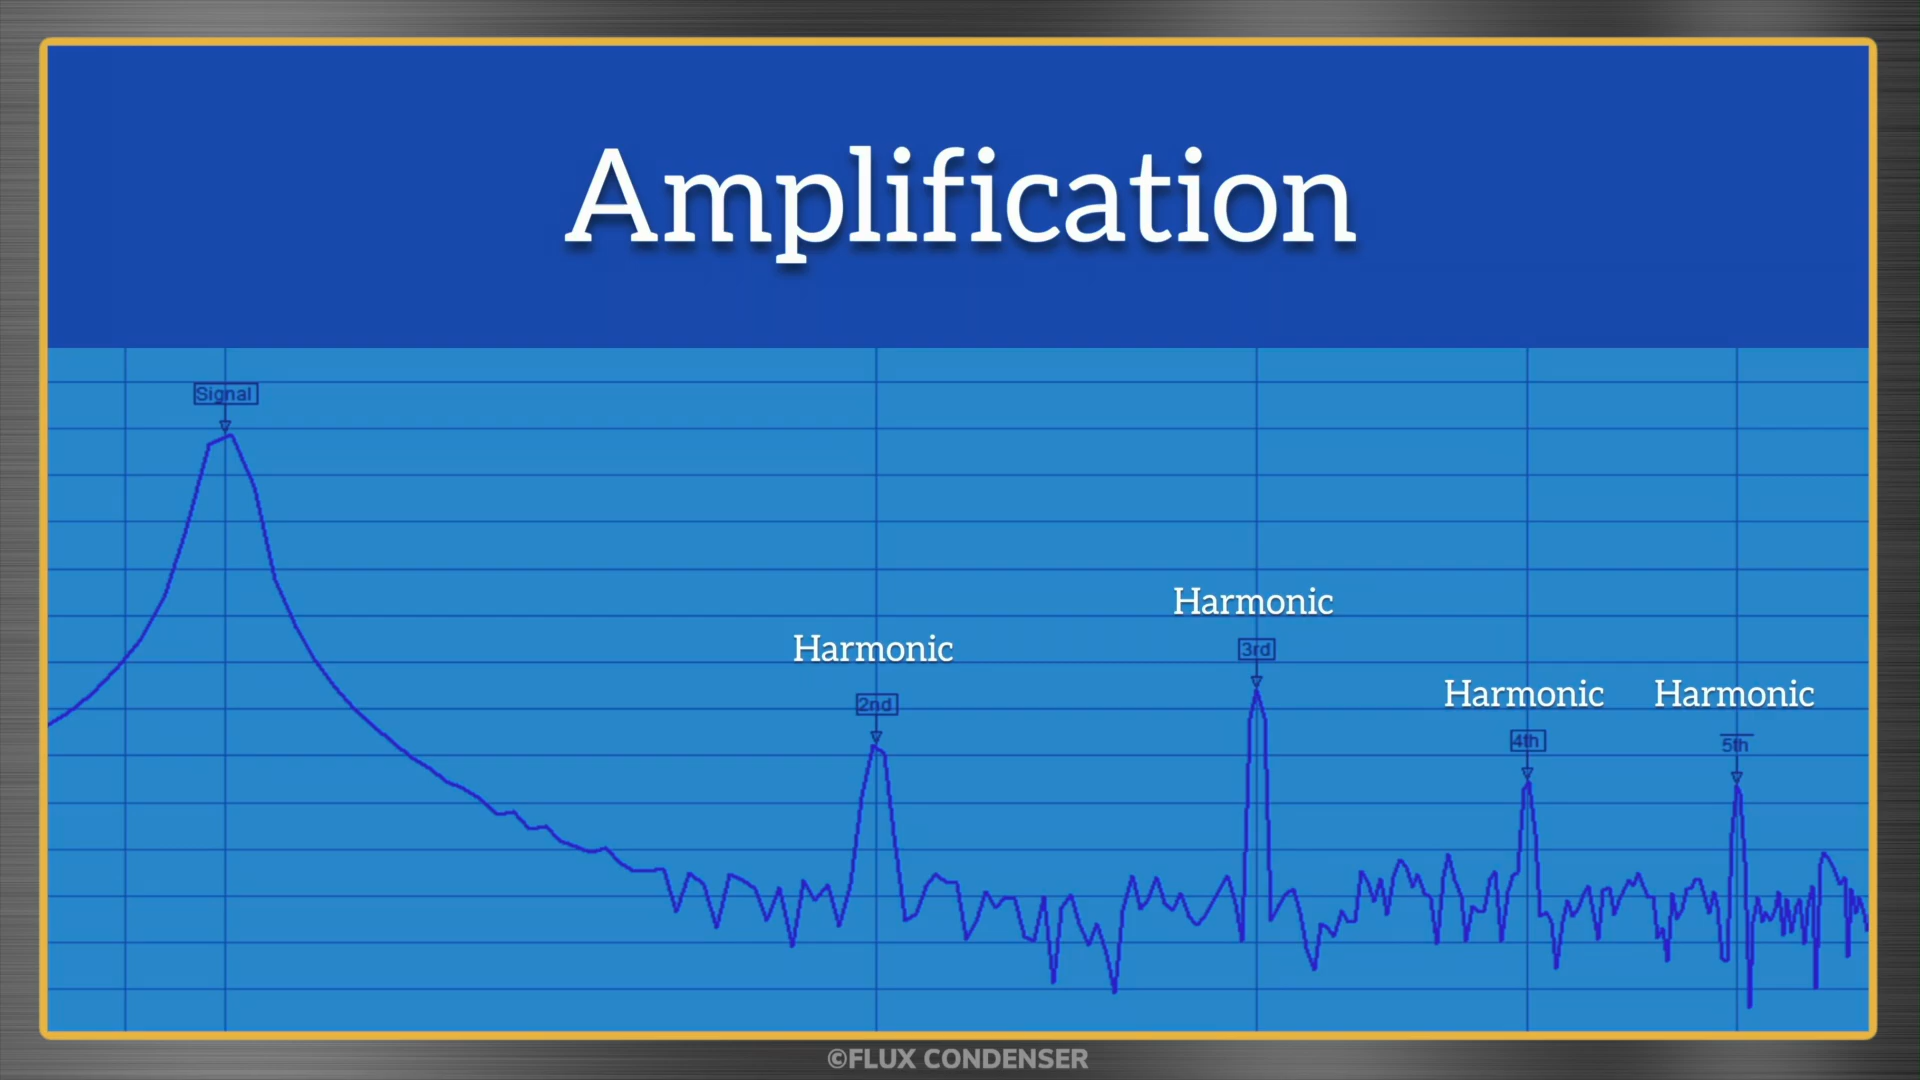 Amplification
Signal
Harmonic
3rd
Harmonic
2nd
Harmonic
4th
Harmonic
5th
©FLUX CONDENSER